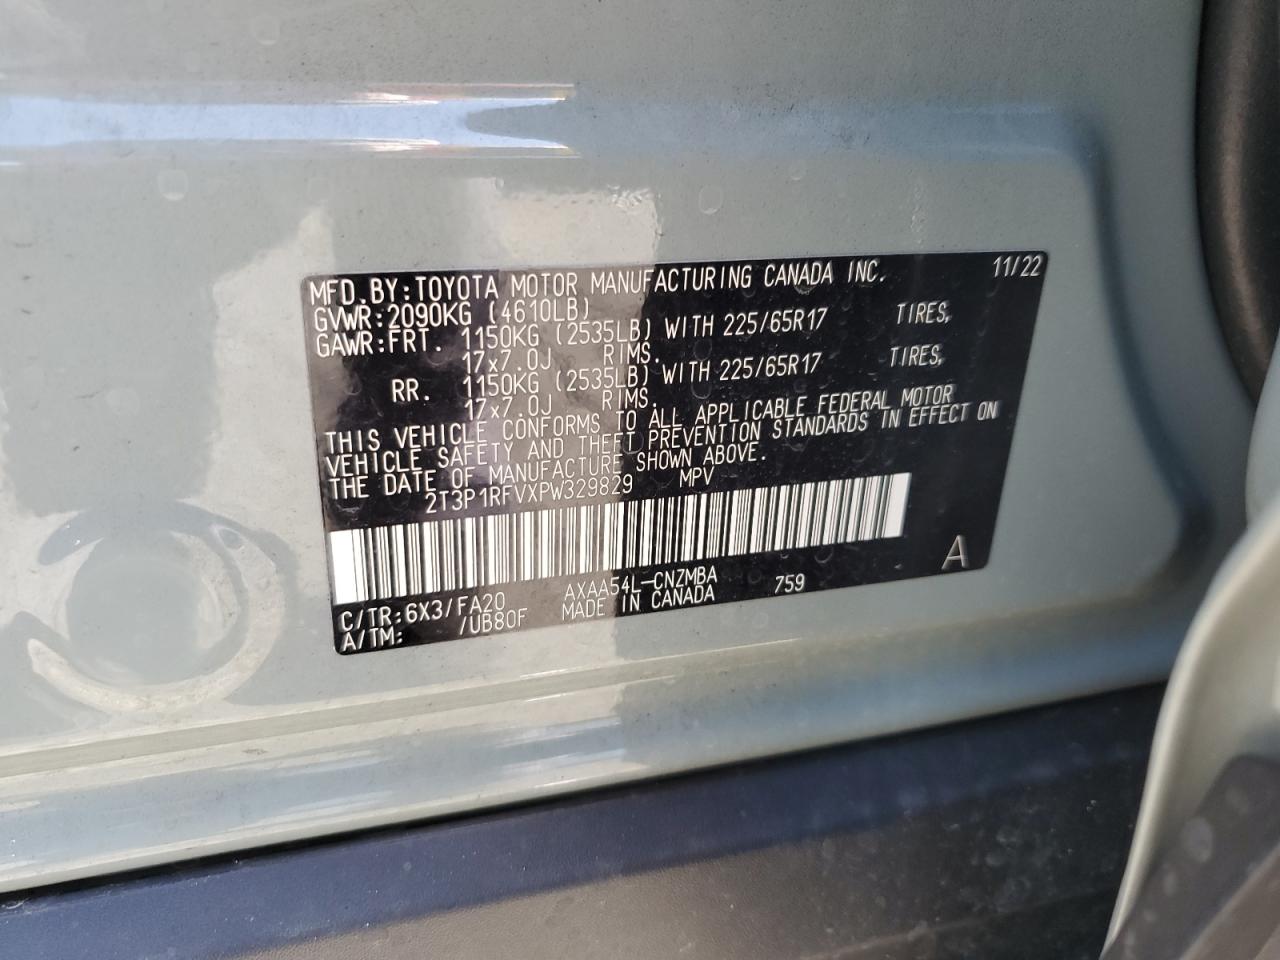 MFD.BY:TOYOTA MOTOR MANUFACTURING CANADA INC. 11/22
GVWR:2090KG (4610LB)
GAWR:FRT. 1150KG (2535LB) WITH 225/65R17 TIRES,
17x7.0J RIMS.
RR. 1150KG (2535LB) WITH 225/65R17 TIRES,
17x7.0J RIMS.
THIS VEHICLE CONFORMS TO ALL APPLICABLE FEDERAL MOTOR
VEHICLE SAFETY AND THEFT PREVENTION STANDARDS IN EFFECT ON
THE DATE OF MANUFACTURE SHOWN ABOVE.
2T3P1RFVXPW329829 MPV
C/TR:6X3/FA20 AXAA54L-CNZMBA 759 A
A/TM: /UB80F MADE IN CANADA